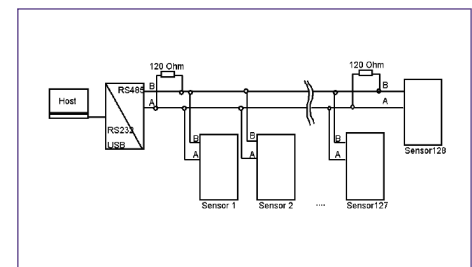 120 Ohm
120 Ohm
Host
RS485
B
A
RS232
USB
B
A
B
A
B
A
B
A
Sensor128
Sensor 1
Sensor 2
....
Sensor127